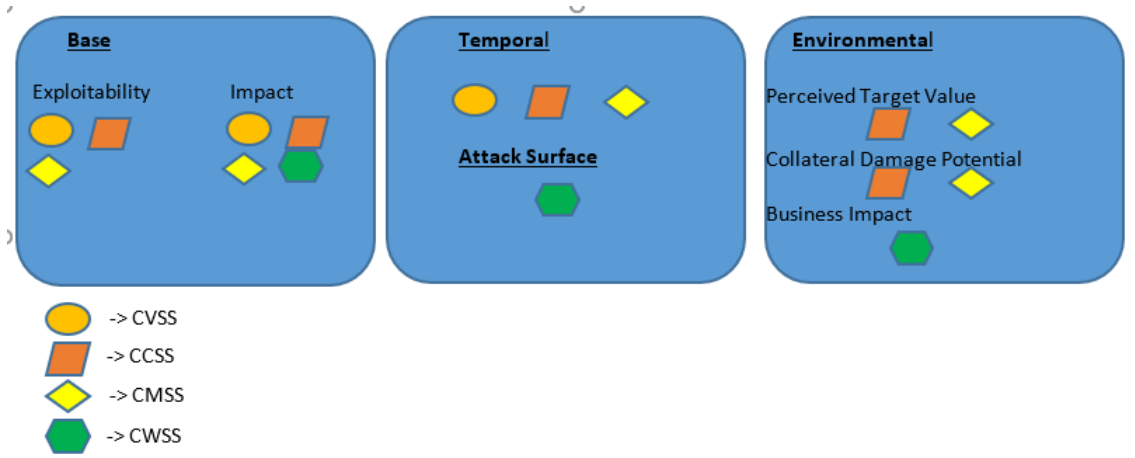 Base
Exploitability
Impact
Temporal
Attack Surface
Environmental
Perceived Target Value
Collateral Damage Potential
Business Impact
-> CVSS
-> CCSS
-> CMSS
-> CWSS